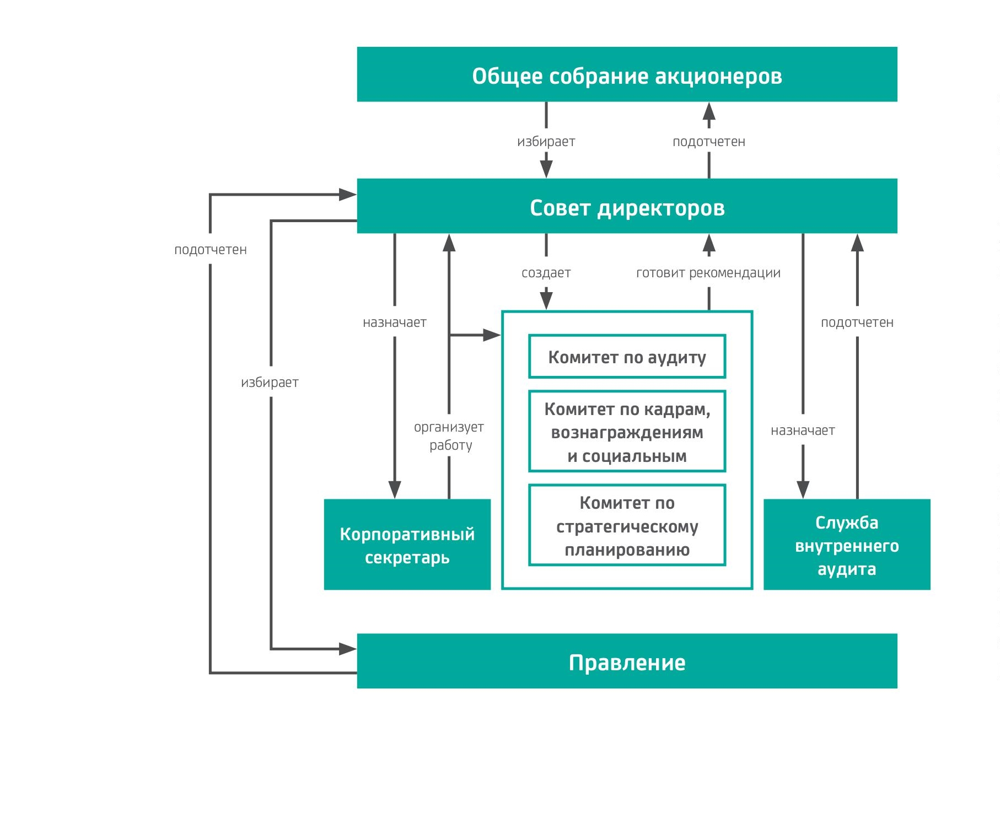 Общее собрание акционеров
избирает
подотчетен
Совет директоров
подотчетен
создает
готовит рекомендации
назначает
подотчетен
Комитет по аудиту
избирает
Комитет по кадрам,
вознаграждениям
и социальным
организует
работу
назначает
Комитет по
стратегическому
планированию
Корпоративный
секретарь
Служба
внутреннего
аудита
Правление